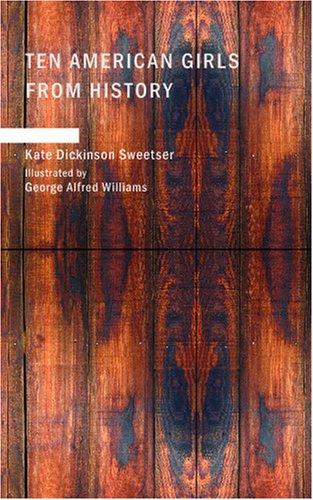 TEN AMERICAN GIRLS
FROM HISTORY
Kate Dickinson Sweetser
Illustrated by
George Alfred Williams